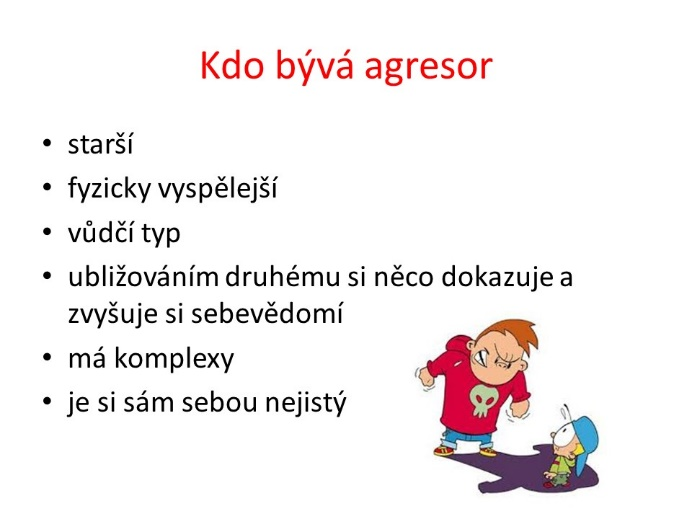 Kdo bývá agresor
• starší
• fyzicky vyspělejší
• vůdčí typ
• ubližováním druhému si něco dokazuje a
zvyšuje si sebevědomí
• má komplexy
• je si sám sebou nejistý